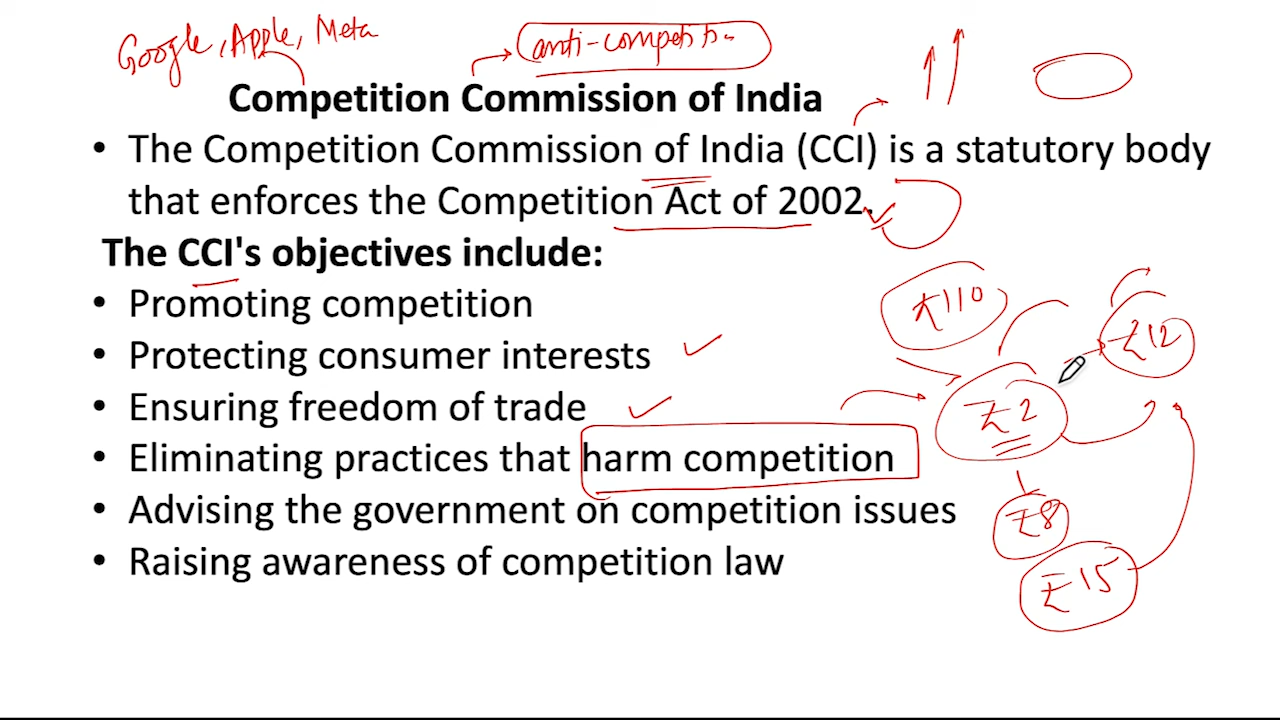 Google, Apple, Meta
anti-competiti
Competition Commission of India
• The Competition Commission of India (CCI) is a statutory body
that enforces the Competition Act of 2002.
The CCI's objectives include:
• Promoting competition
• Protecting consumer interests
• Ensuring freedom of trade
• Eliminating practices that harm competition
• Advising the government on competition issues
• Raising awareness of competition law
₹110
₹12
₹2
₹8
₹15